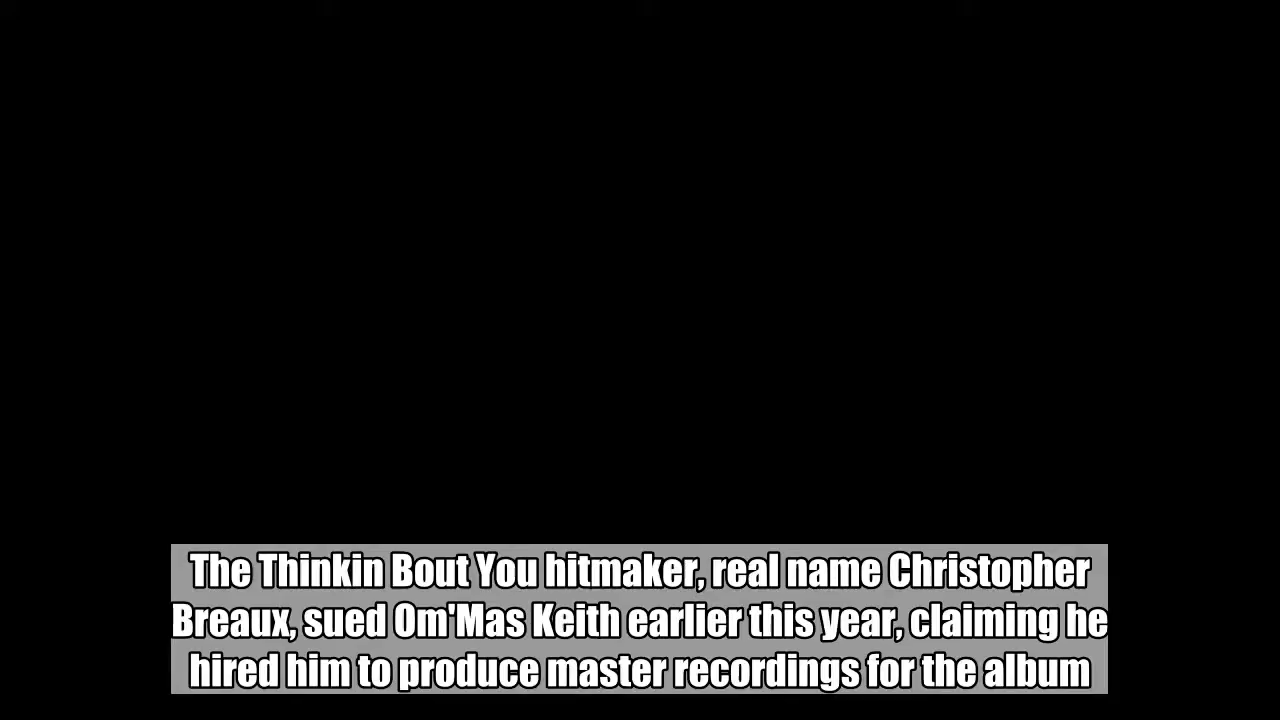 The Thinkin Bout You hitmaker, real name Christopher
Breaux, sued Om'Mas Keith earlier this year, claiming he
hired him to produce master recordings for the album